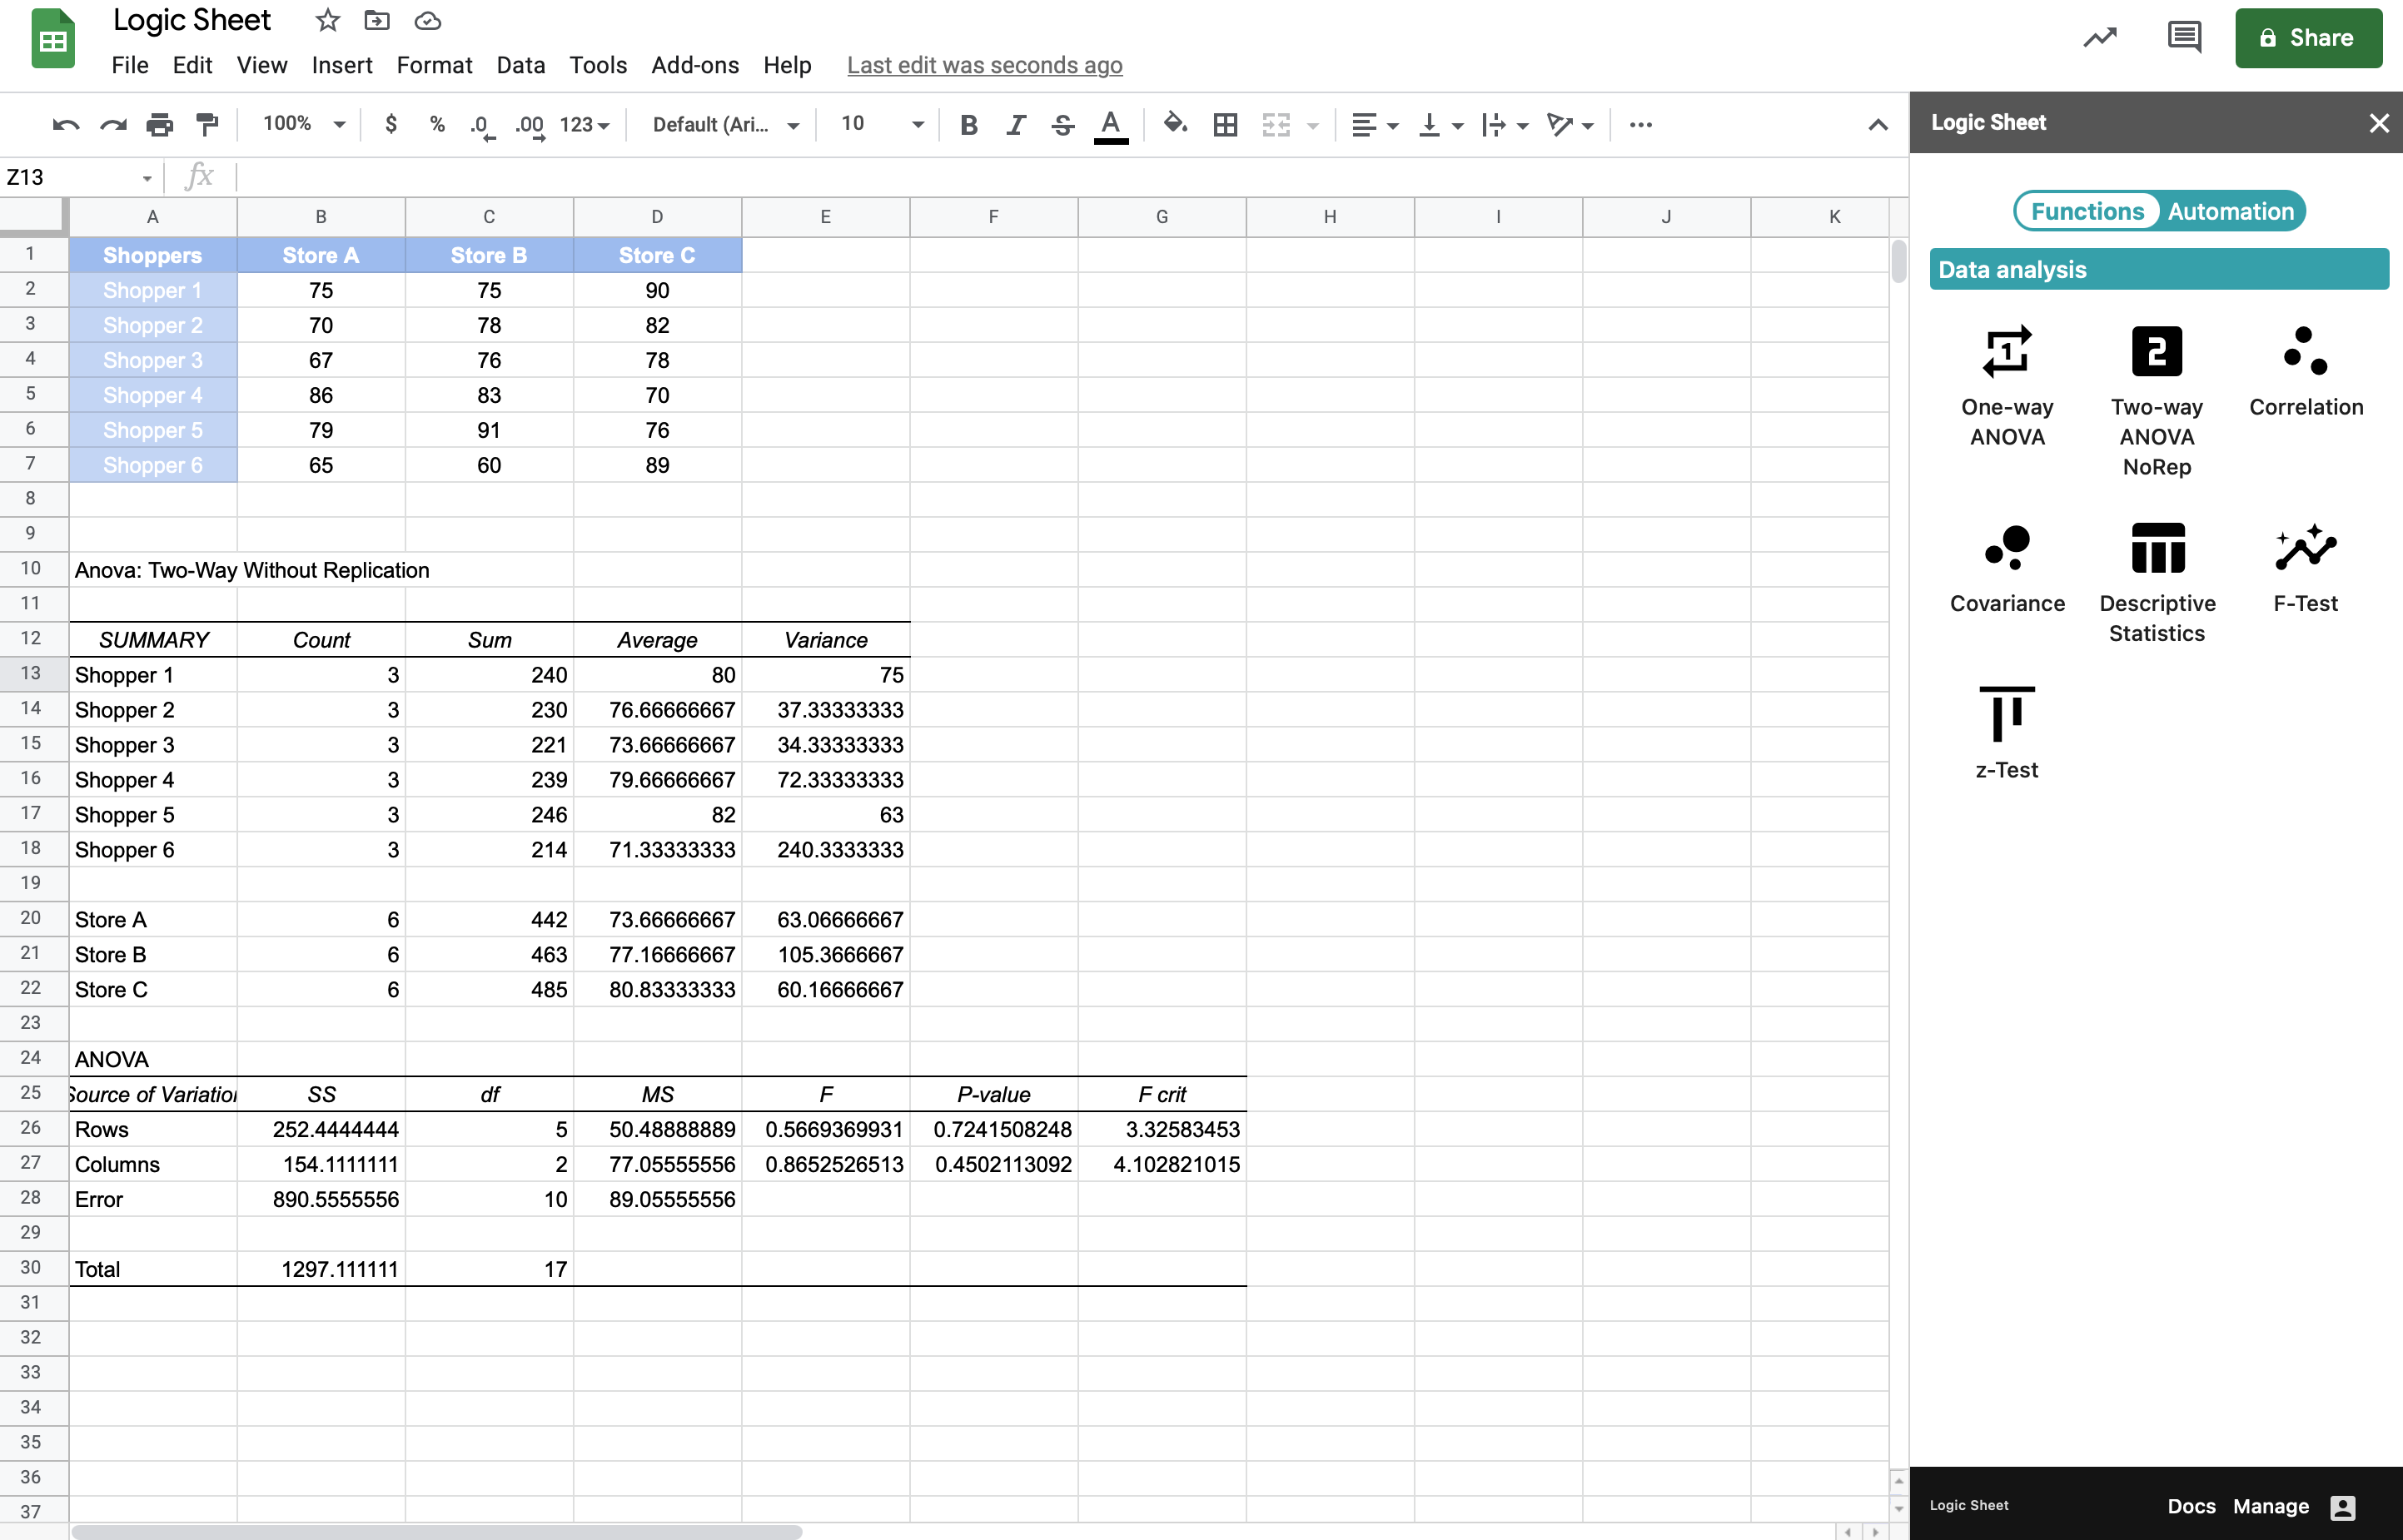 Logic Sheet
File Edit View Insert Format Data Tools Add-ons Help Last edit was seconds ago
Share
100% $ % .0 .00 123 Default (Ari... 10 B I S A
Z13 fx
A B C D E F G H I J K
1 Shoppers Store A Store B Store C
2 Shopper 1 75 75 90
3 Shopper 2 70 78 82
4 Shopper 3 67 76 78
5 Shopper 4 86 83 70
6 Shopper 5 79 91 76
7 Shopper 6 65 60 89
8
9
10 Anova: Two-Way Without Replication
11
12 SUMMARY Count Sum Average Variance
13 Shopper 1 3 240 80 75
14 Shopper 2 3 230 76.66666667 37.33333333
15 Shopper 3 3 221 73.66666667 34.33333333
16 Shopper 4 3 239 79.66666667 72.33333333
17 Shopper 5 3 246 82 63
18 Shopper 6 3 214 71.33333333 240.3333333
19
20 Store A 6 442 73.66666667 63.06666667
21 Store B 6 463 77.16666667 105.3666667
22 Store C 6 485 80.83333333 60.16666667
23
24 ANOVA
25 Source of Variation SS df MS F P-value F crit
26 Rows 252.4444444 5 50.48888889 0.5669369931 0.7241508248 3.32583453
27 Columns 154.1111111 2 77.05555556 0.8652526513 0.4502113092 4.102821015
28 Error 890.5555556 10 89.05555556
29
30 Total 1297.111111 17
31
32
33
34
35
36
37
Logic Sheet
Functions Automation
Data analysis
1 2
One-way Two-way Correlation
ANOVA ANOVA
NoRep
Covariance Descriptive F-Test
Statistics
z-Test
Logic Sheet Docs Manage